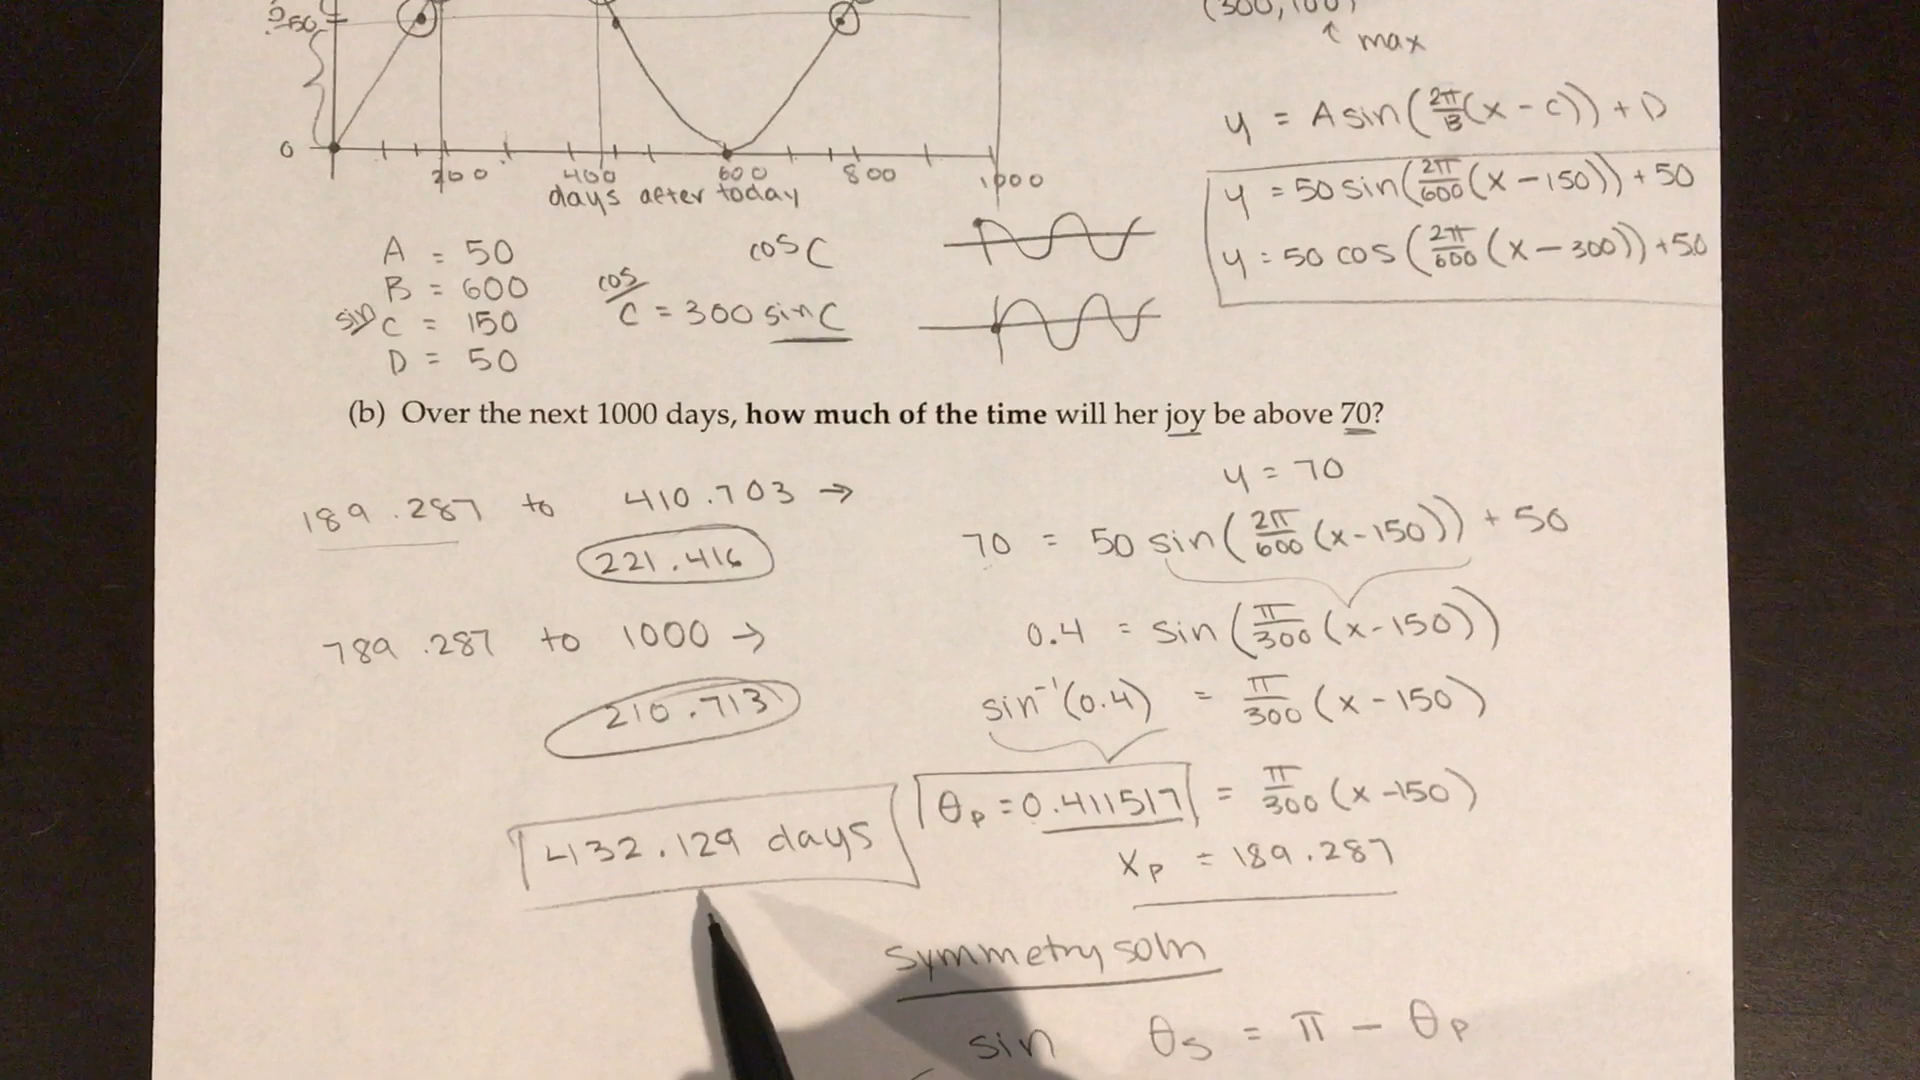 50
(300, 100)
↑ max
0
200 400 600 800 1000
days after today
y = A sin(2π/B(x - C)) + D
y = 50 sin(2π/600(x - 150)) + 50
y = 50 cos(2π/600(x - 300)) + 50
A = 50
B = 600
sin C = 150
D = 50
cos C
cos C = 300 sin C
(b) Over the next 1000 days, how much of the time will her joy be above 70?
189.287 to 410.703 →
221.416
789.287 to 1000 →
210.713
432.129 days
y = 70
70 = 50 sin(2π/600(x-150)) + 50
0.4 = sin(π/300(x-150))
sin⁻¹(0.4) = π/300(x-150)
θp = 0.411517 = π/300(x-150)
xp = 189.287
symmetry soln
sin θs = π - θp